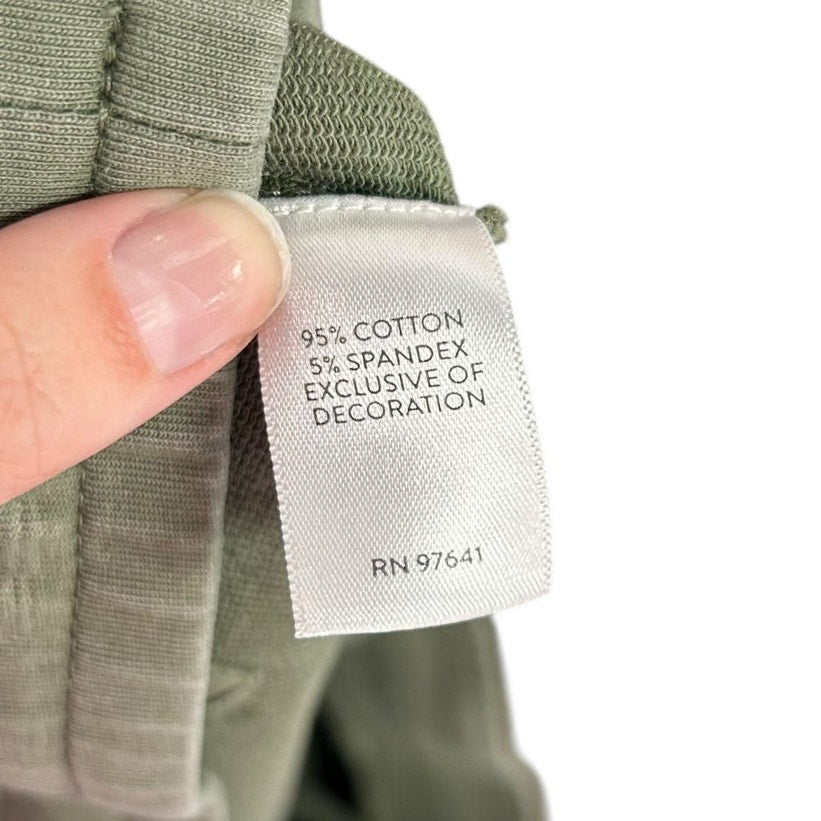 95% COTTON
5% SPANDEX
EXCLUSIVE OF
DECORATION
RN 97641